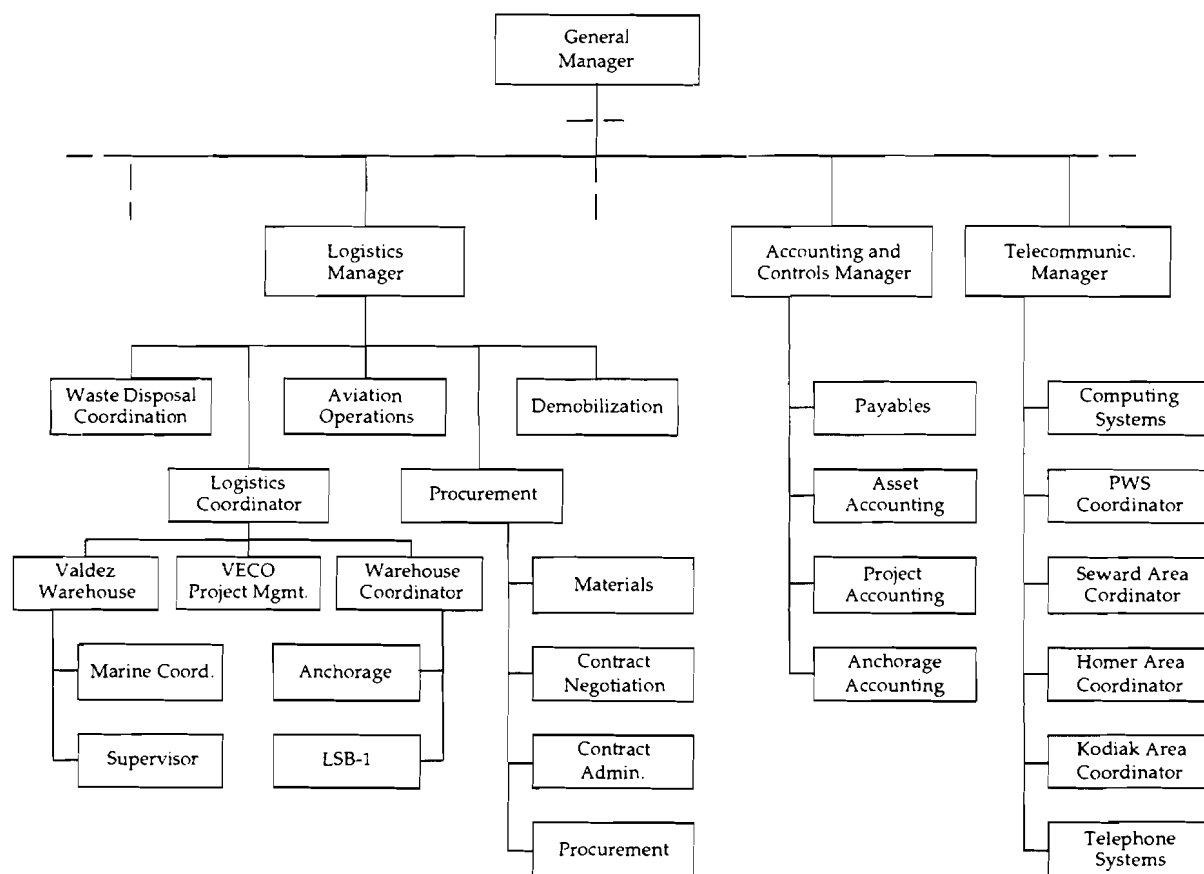 General
Manager
Logistics
Manager
Accounting and
Controls Manager
Telecommunic.
Manager
Waste Disposal
Coordination
Aviation
Operations
Demobilization
Payables
Computing
Systems
Logistics
Coordinator
Procurement
Asset
Accounting
PWS
Coordinator
Valdez
Warehouse
VECO
Project Mgmt.
Warehouse
Coordinator
Materials
Project
Accounting
Seward Area
Cordinator
Marine Coord.
Anchorage
Contract
Negotiation
Anchorage
Accounting
Homer Area
Coordinator
Supervisor
LSB-1
Contract
Admin.
Kodiak Area
Coordinator
Procurement
Telephone
Systems